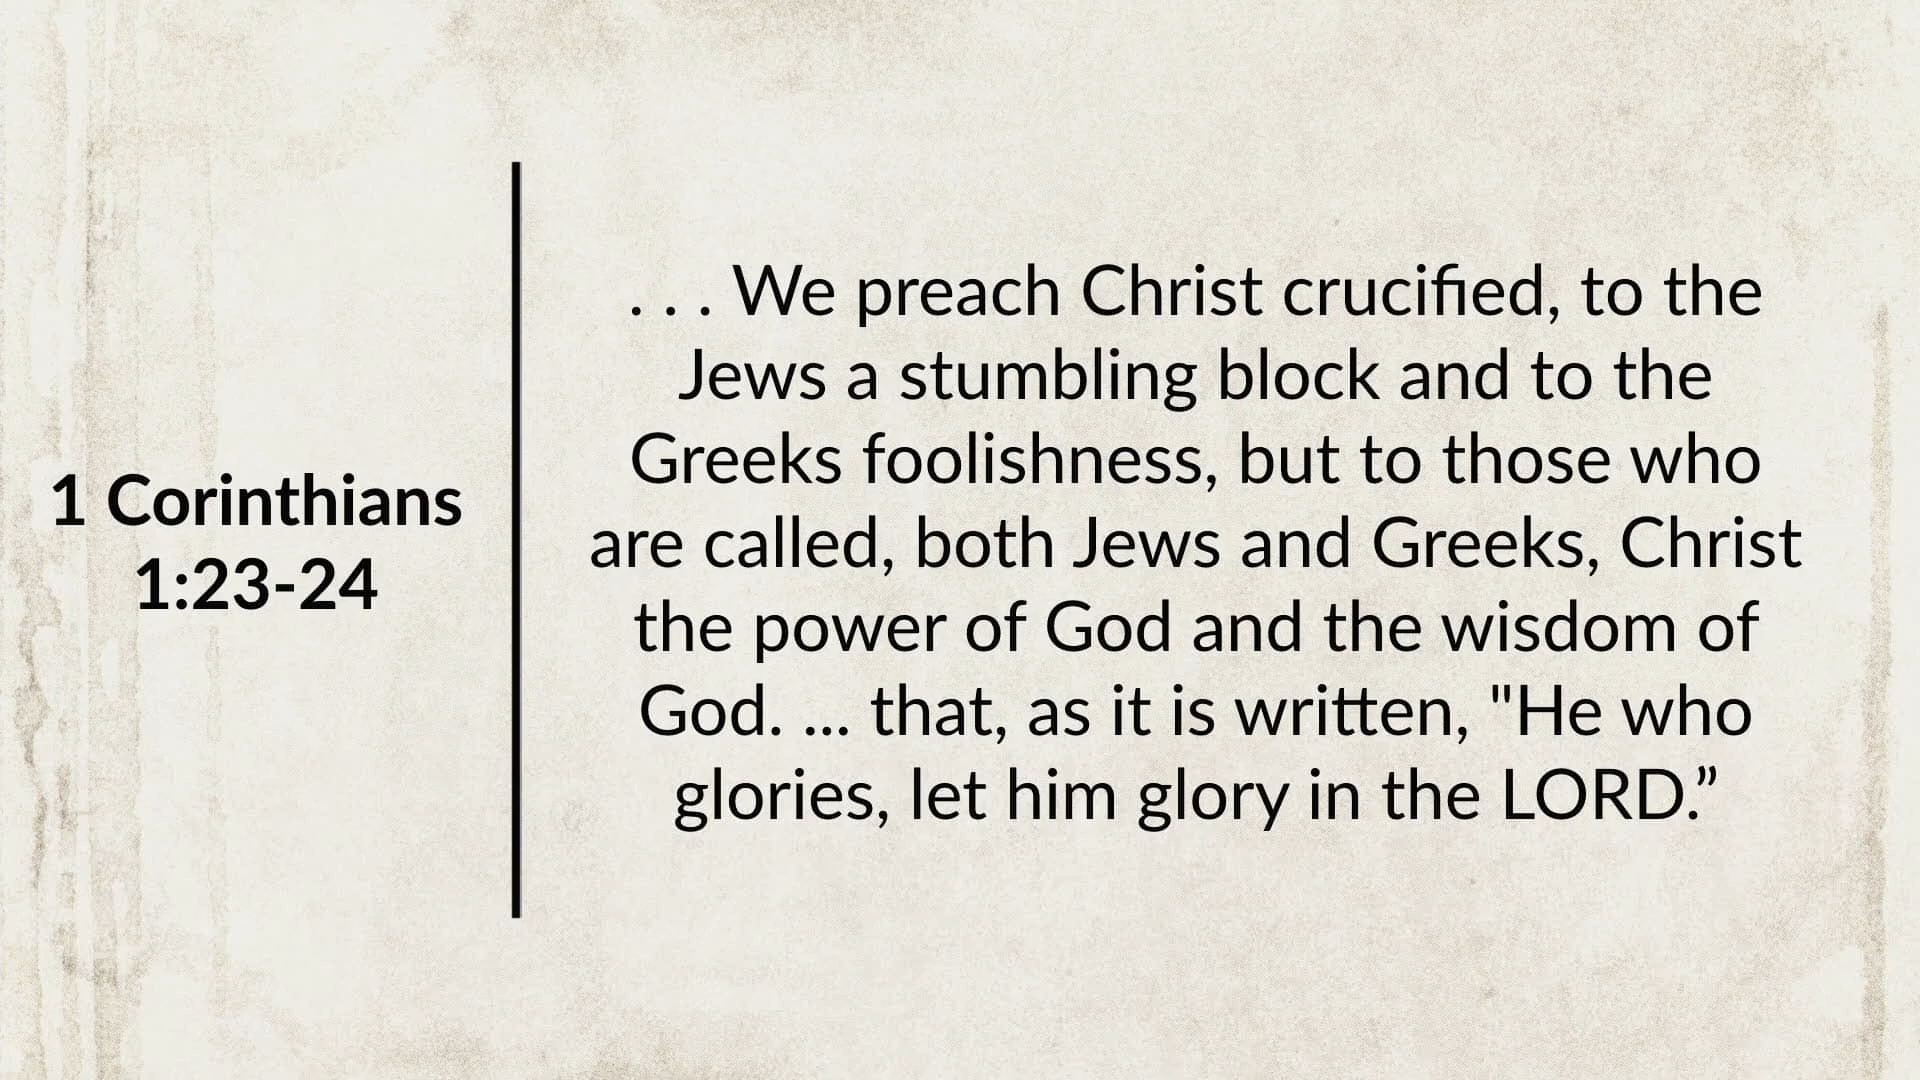 1 Corinthians
1:23-24
. . . We preach Christ crucified, to the
Jews a stumbling block and to the
Greeks foolishness, but to those who
are called, both Jews and Greeks, Christ
the power of God and the wisdom of
God. ... that, as it is written, "He who
glories, let him glory in the LORD.”